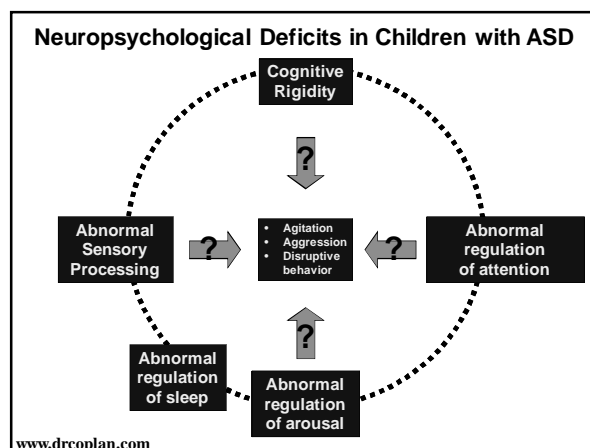 Neuropsychological Deficits in Children with ASD
Cognitive
Rigidity
?
Abnormal
Sensory
Processing
?
• Agitation
• Aggression
• Disruptive
behavior
?
Abnormal
regulation
of attention
?
Abnormal
regulation
of sleep
Abnormal
regulation
of arousal
www.drcoplan.com